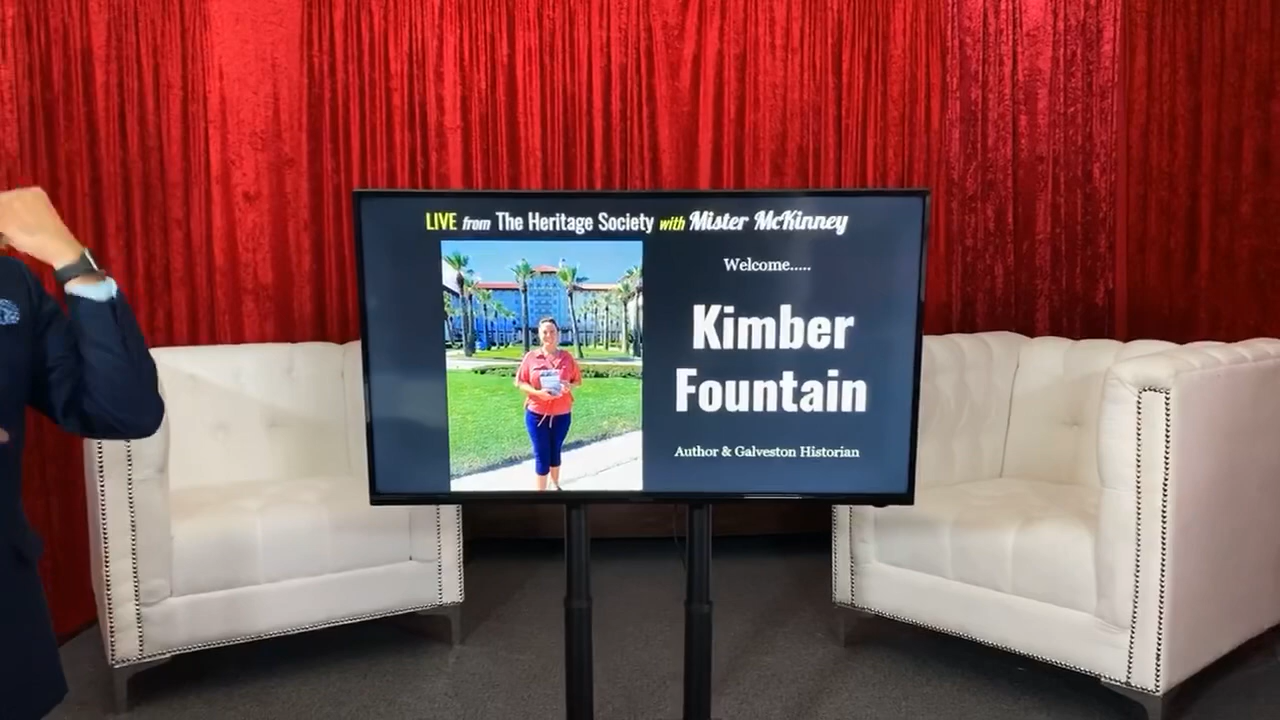 LIVE from The Heritage Society with Mister McKinney
Welcome.....
Kimber
Fountain
Author & Galveston Historian